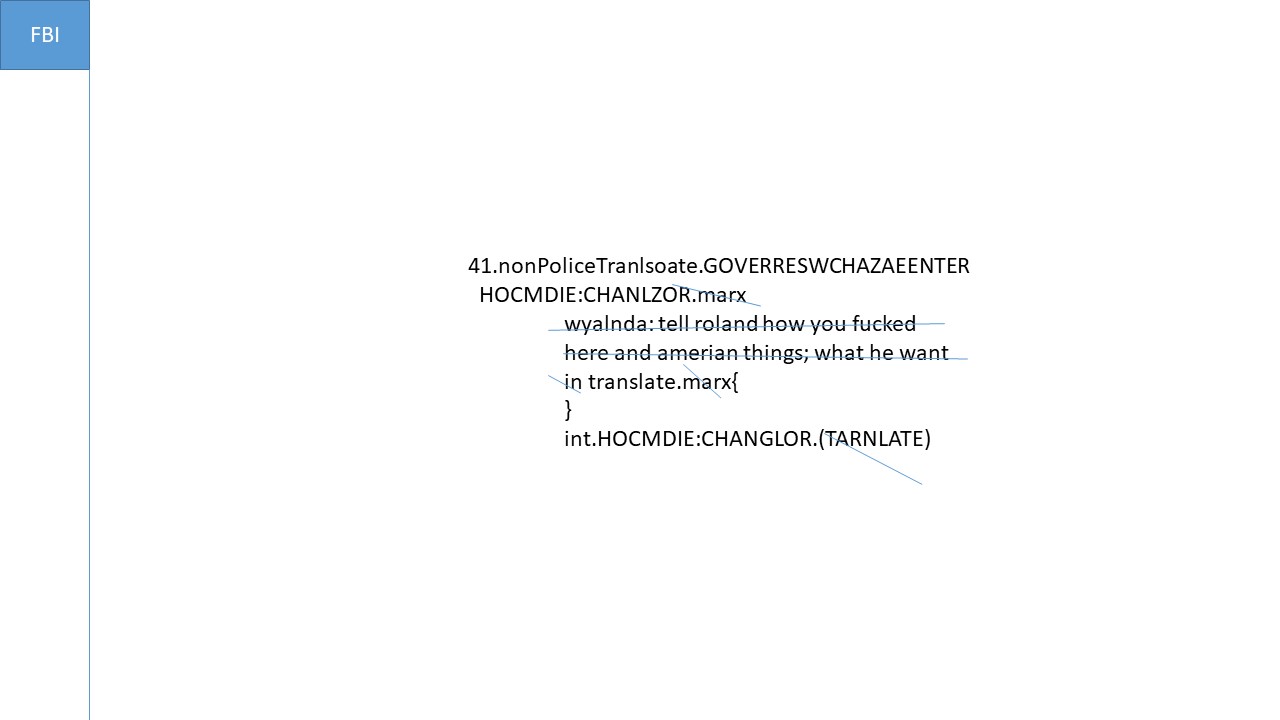 FBI
41.nonPoliceTranlsoate.GOVERRESWCHAZAEENTER
HOCMDIE:CHANLZOR.marx
wyalnda: tell roland how you fucked
here and amerian things; what he want
in translate.marx{
}
int.HOCMDIE:CHANGLOR.(TARNLATE)